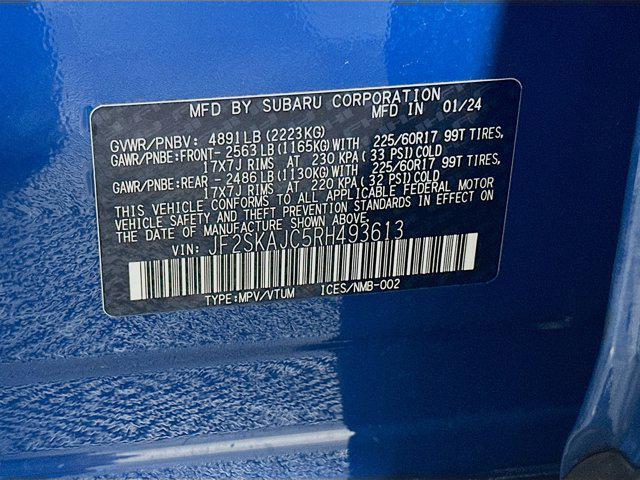 MFD BY SUBARU CORPORATION
MFD IN 01/24
GVWR/PNBV: 4891LB (2223KG)
GAWR/PNBE:FRONT- 2563 LB (1165KG)WITH 225/60R17 99T TIRES,
17X7J RIMS AT 230 KPA( 33 PSI) COLD
GAWR/PNBE:REAR - 2486 LB (1130KG)WITH 225/60R17 99T TIRES,
17X7J RIMS AT 220 KPA( 32 PSI) COLD
THIS VEHICLE CONFORMS TO ALL APPLICABLE FEDERAL MOTOR
VEHICLE SAFETY AND THEFT PREVENTION STANDARDS IN EFFECT ON
THE DATE OF MANUFACTURE SHOWN ABOVE.
VIN: JF2SKAJC5RH493613
TYPE:MPV/VTUM ICES/NMB-002